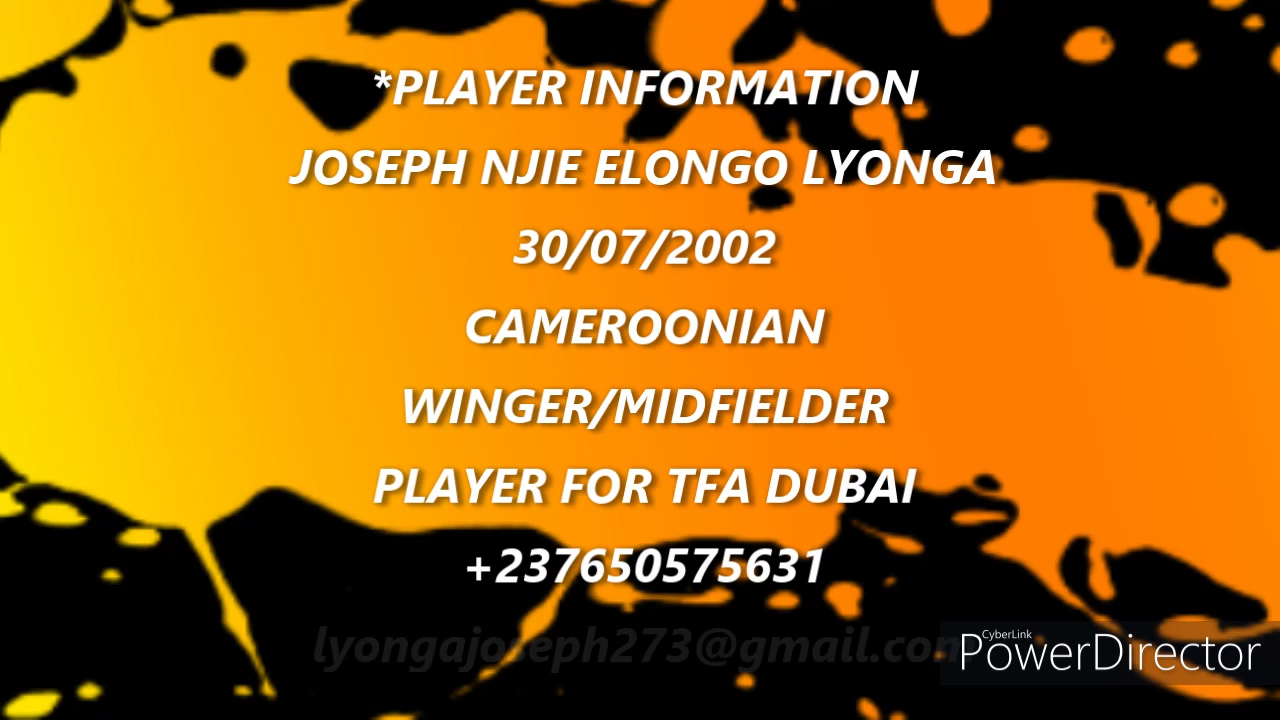 *PLAYER INFORMATION
JOSEPH NJIE ELONGO LYONGA
30/07/2002
CAMEROONIAN
WINGER/MIDFIELDER
PLAYER FOR TFA DUBAI
+237650575631
lyongajoseph273@gmail.com
CyberLink
PowerDirector